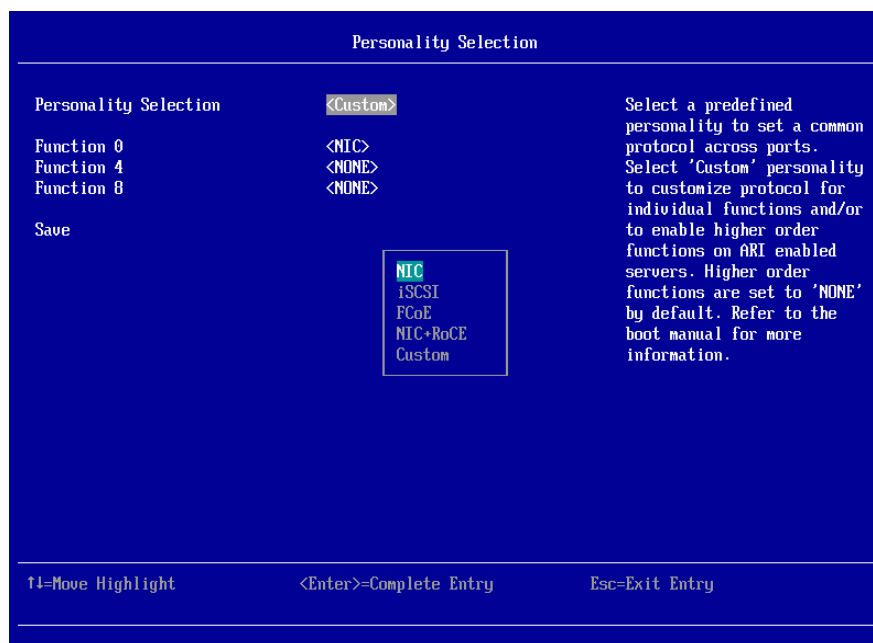 Personality Selection
Personality Selection <Custom>
Function 0 <NIC>
Function 4 <NONE>
Function 8 <NONE>
Save
NIC
iSCSI
FCoE
NIC+RoCE
Custom
Select a predefined
personality to set a common
protocol across ports.
Select 'Custom' personality
to customize protocol for
individual functions and/or
to enable higher order
functions on ARI enabled
servers. Higher order
functions are set to 'NONE'
by default. Refer to the
boot manual for more
information.
↑↓=Move Highlight <Enter>=Complete Entry Esc=Exit Entry